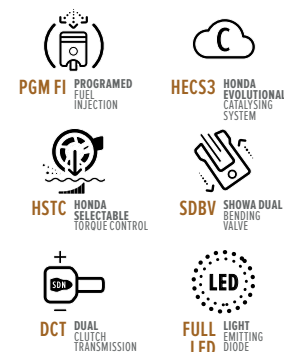 C
PGM FI PROGRAMED
FUEL
INJECTION
HECS3 HONDA
EVOLUTIONAL
CATALYSING
SYSTEM
HSTC HONDA
SELECTABLE
TORQUE CONTROL
SDBV SHOWA DUAL
BENDING
VALVE
+
SDN
−
DCT DUAL
CLUTCH
TRANSMISSION
LED
FULL LED LIGHT
EMITTING
DIODE